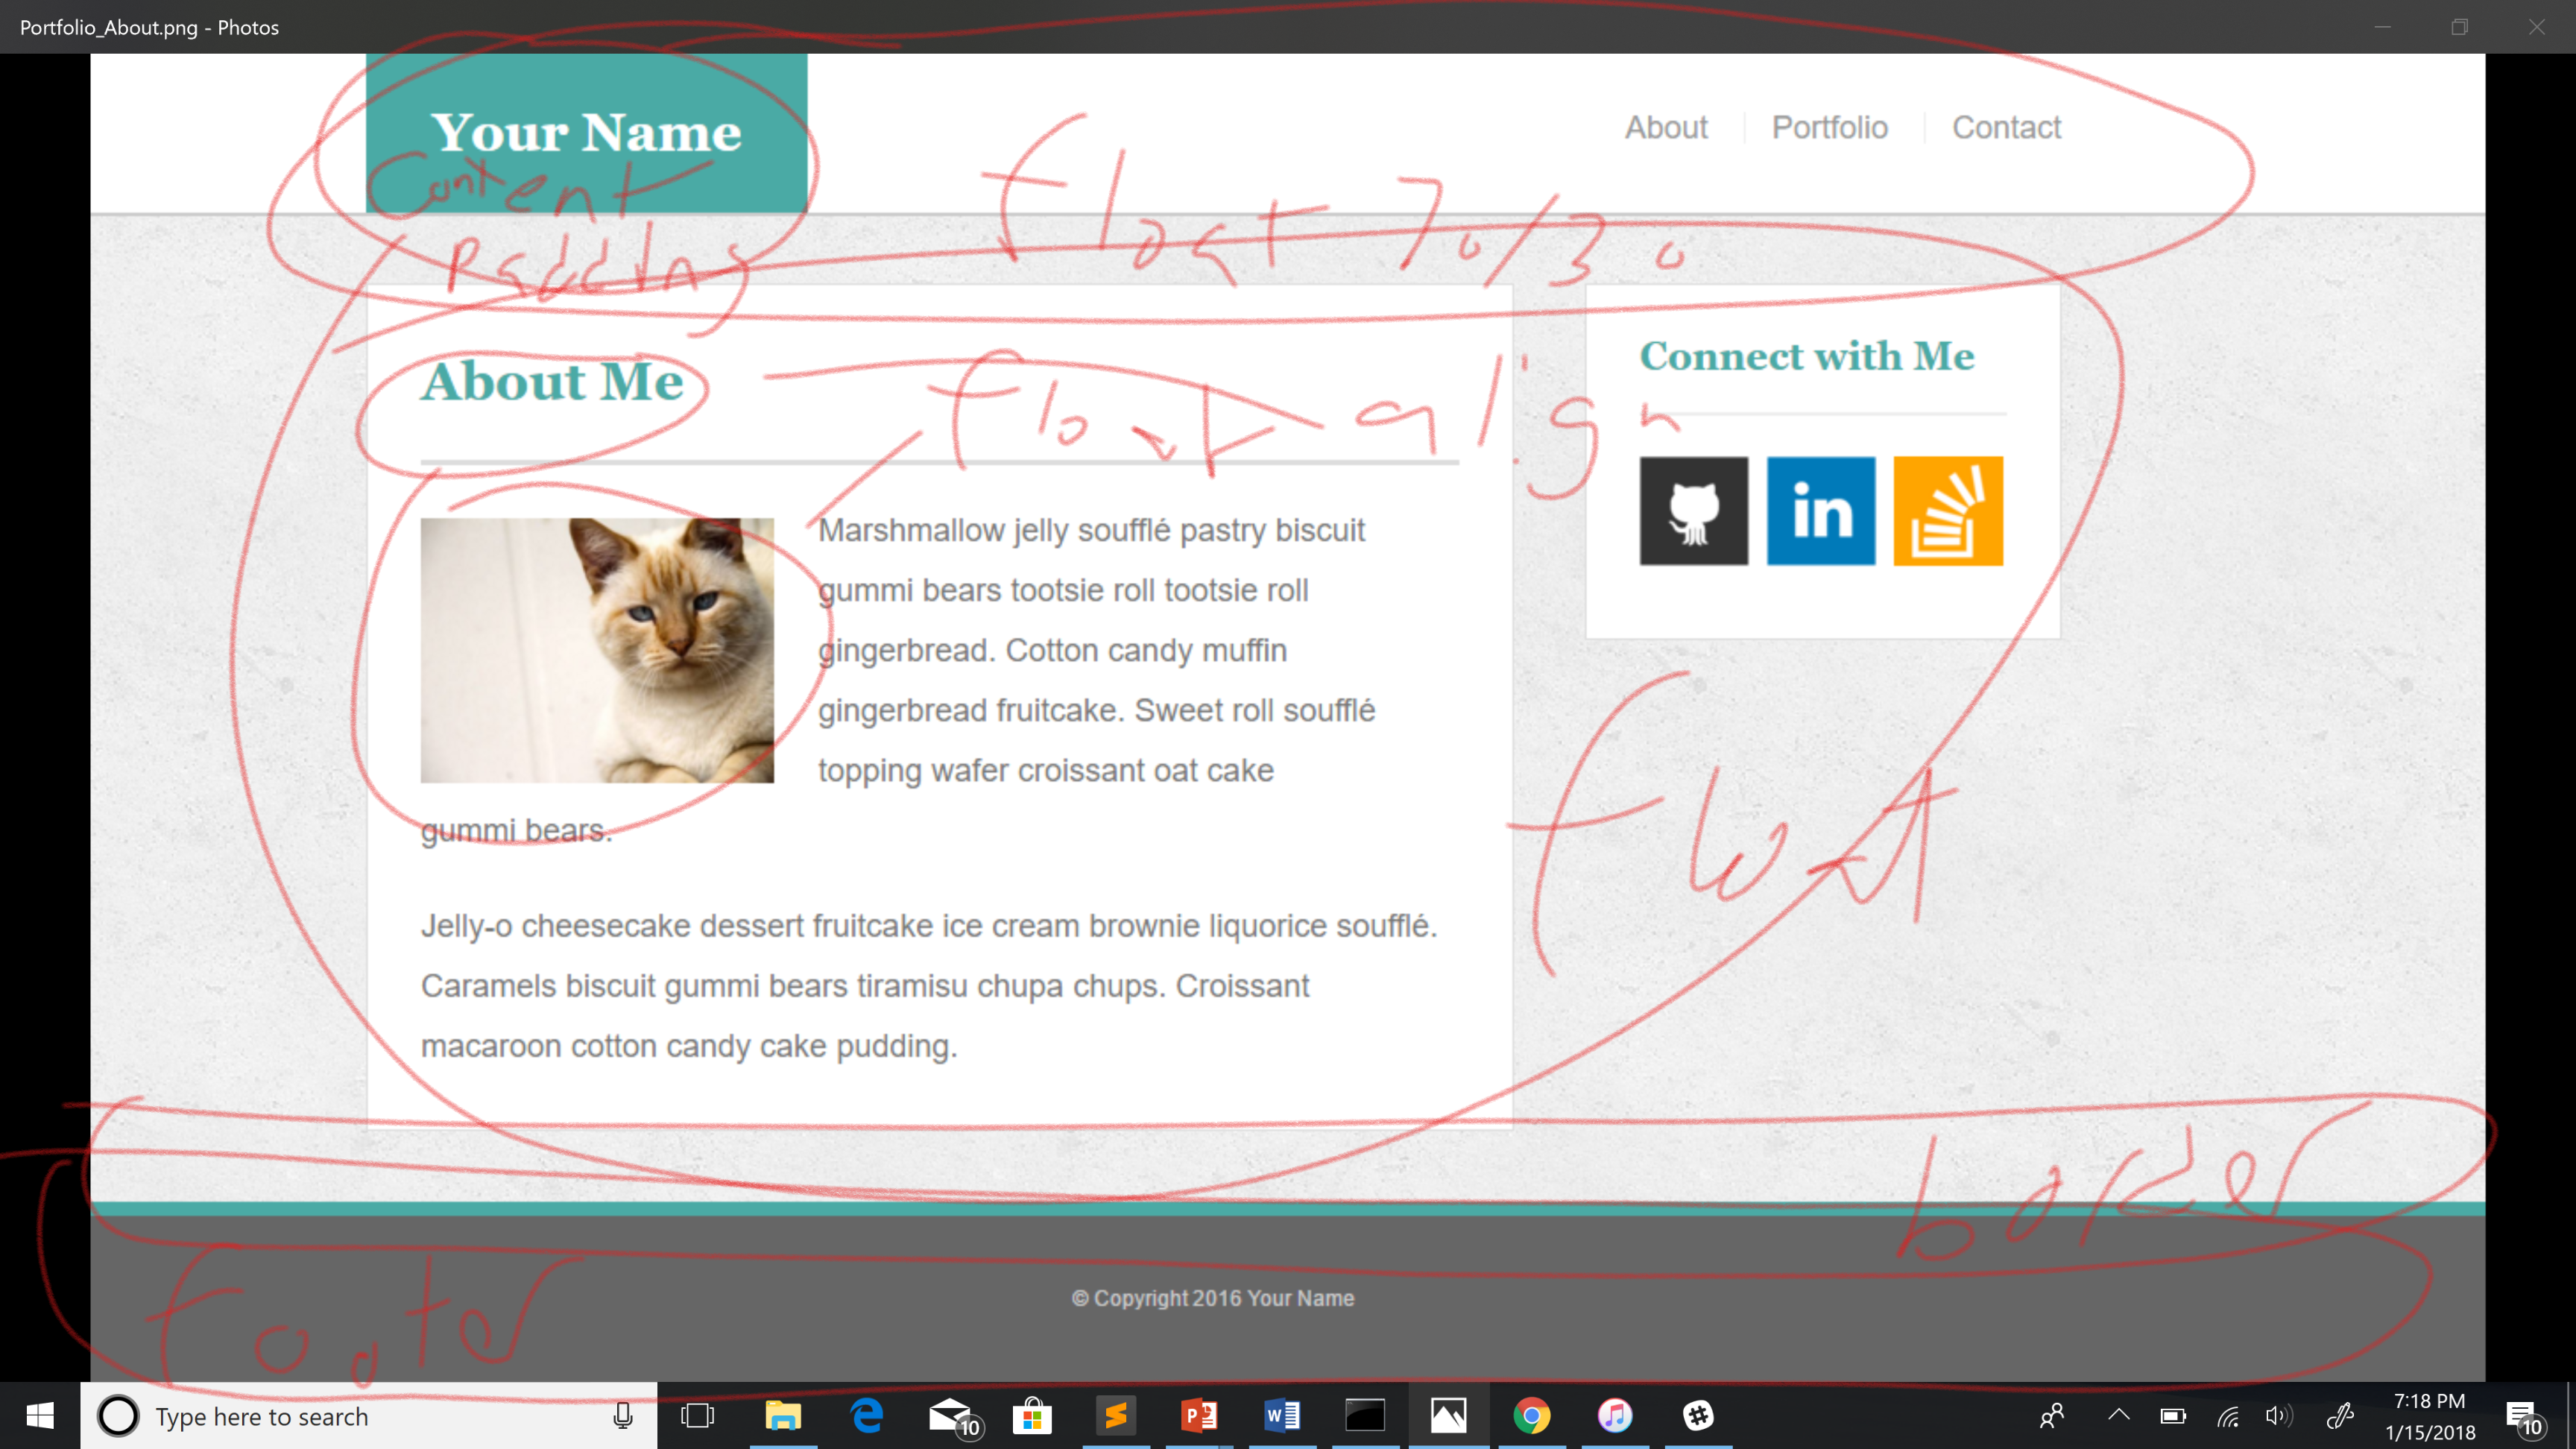 Portfolio_About.png - Photos
Your Name
About
Portfolio
Contact
Content
Padding
float 70/30
About Me
float align
Connect with Me
in
Marshmallow jelly soufflé pastry biscuit
gummi bears tootsie roll tootsie roll
gingerbread. Cotton candy muffin
gingerbread fruitcake. Sweet roll soufflé
topping wafer croissant oat cake
gummi bears.
float
Jelly-o cheesecake dessert fruitcake ice cream brownie liquorice soufflé.
Caramels biscuit gummi bears tiramisu chupa chups. Croissant
macaroon cotton candy cake pudding.
border
Footer
© Copyright 2016 Your Name
Type here to search
10
7:18 PM
1/15/2018
10